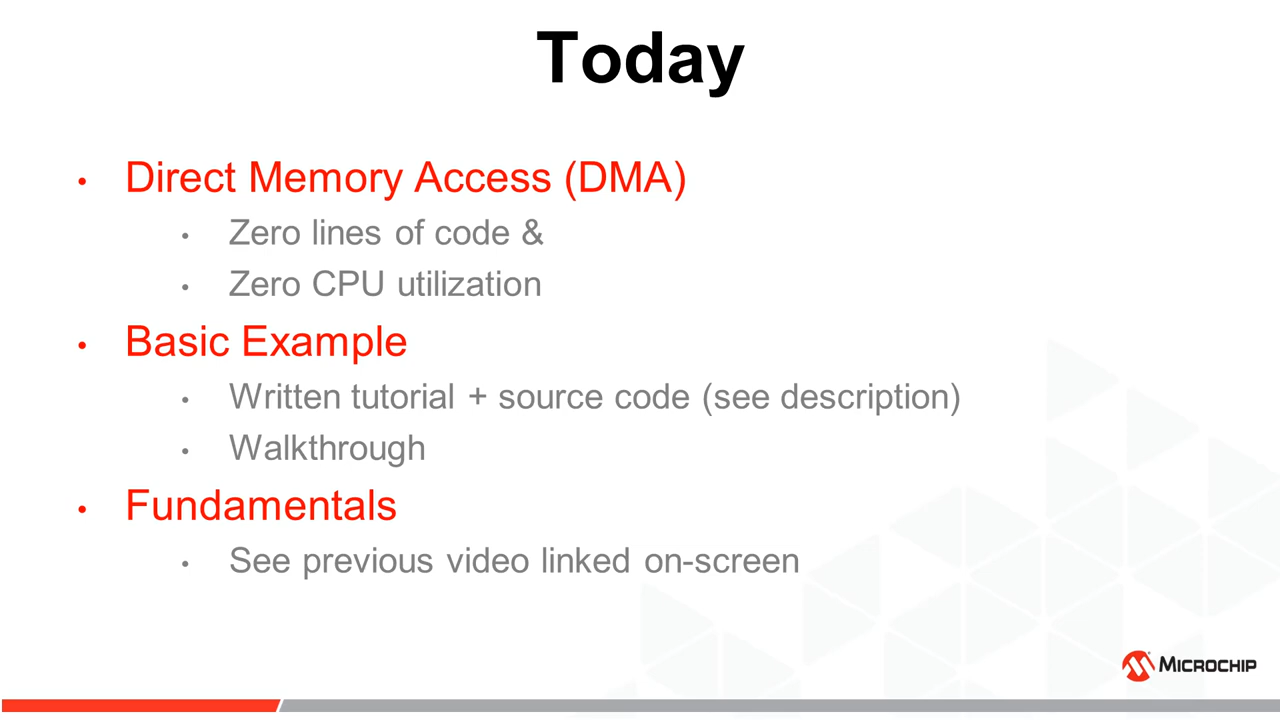 Today
• Direct Memory Access (DMA)
• Zero lines of code &
• Zero CPU utilization
• Basic Example
• Written tutorial + source code (see description)
• Walkthrough
• Fundamentals
• See previous video linked on-screen
MICROCHIP